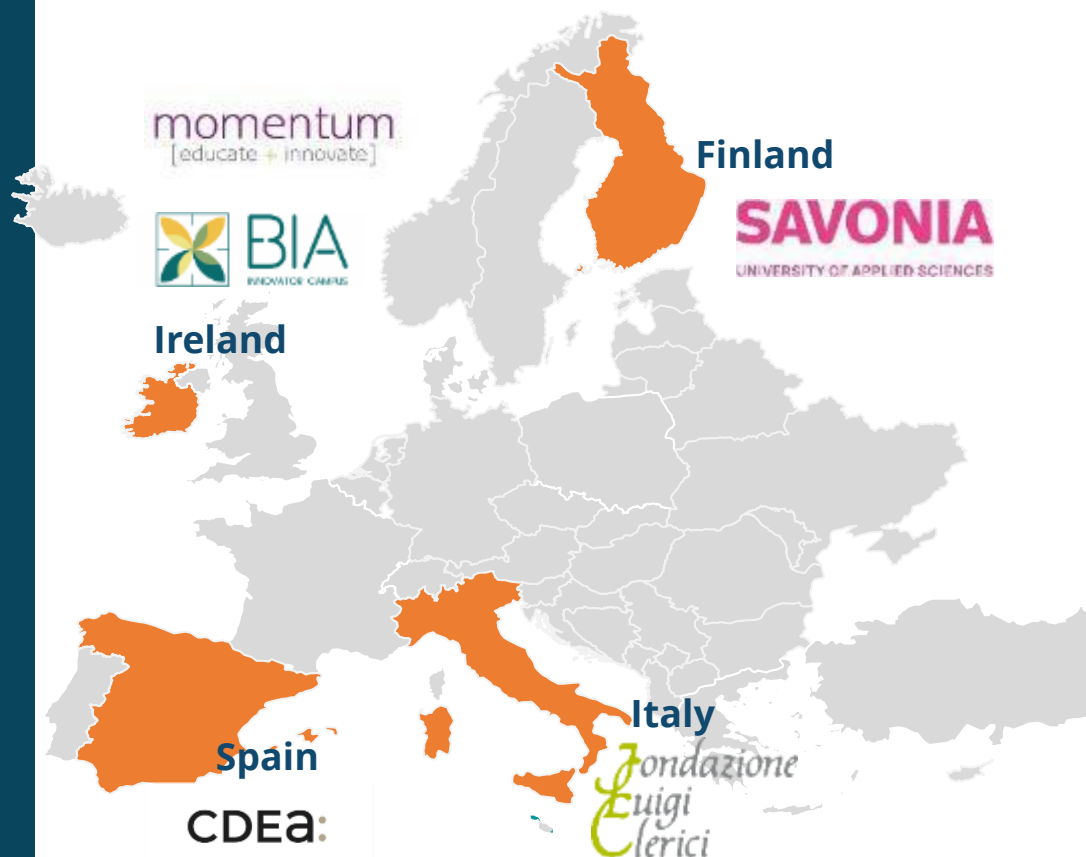 momentum
[educate + innovate]
Finland
SAVONIA
UNIVERSITY OF APPLIED SCIENCES
BIA
INNOVATOR CAMPUS
Ireland
Italy
Fondazione
Luigi
Clerici
Spain
CDEa: